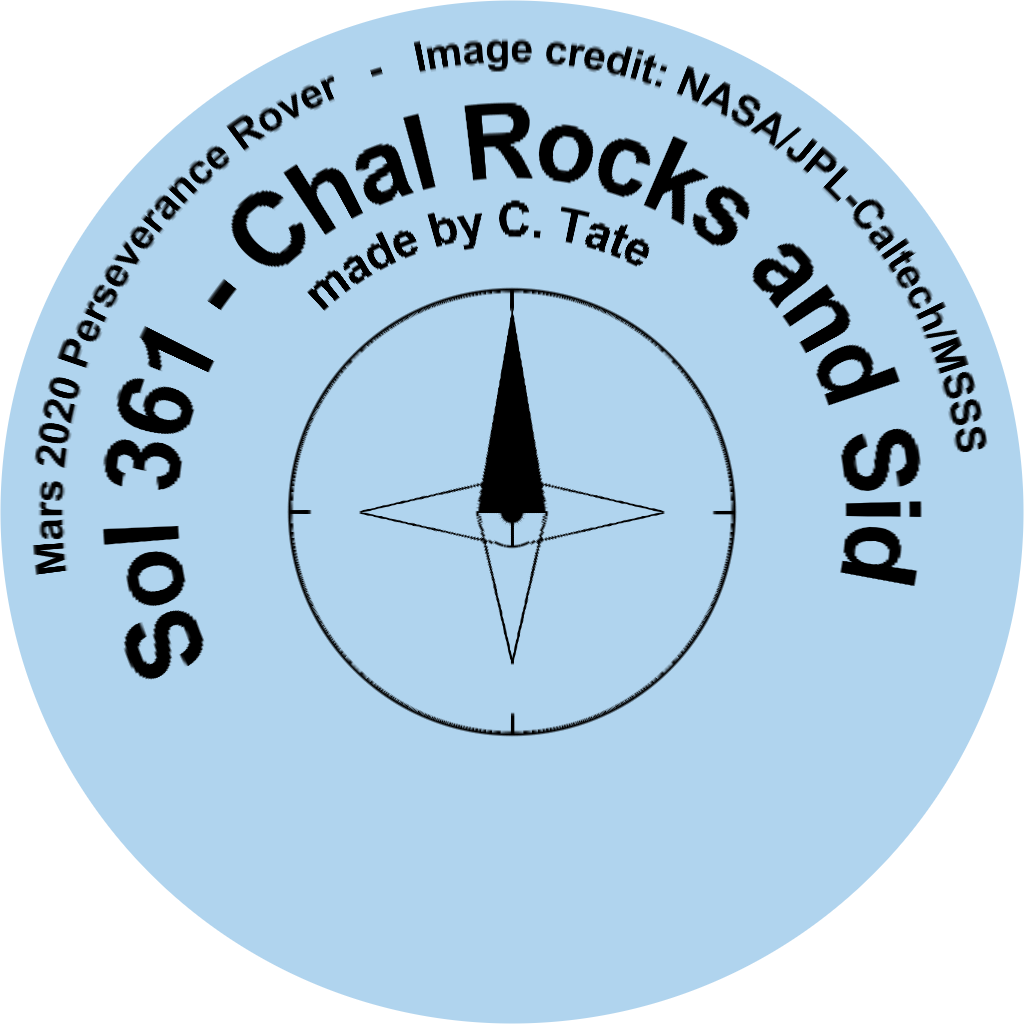 Mars 2020 Perseverance Rover - Image credit: NASA/JPL-Caltech/MSSS
Sol 361 - Chal Rocks and Sid
made by C. Tate